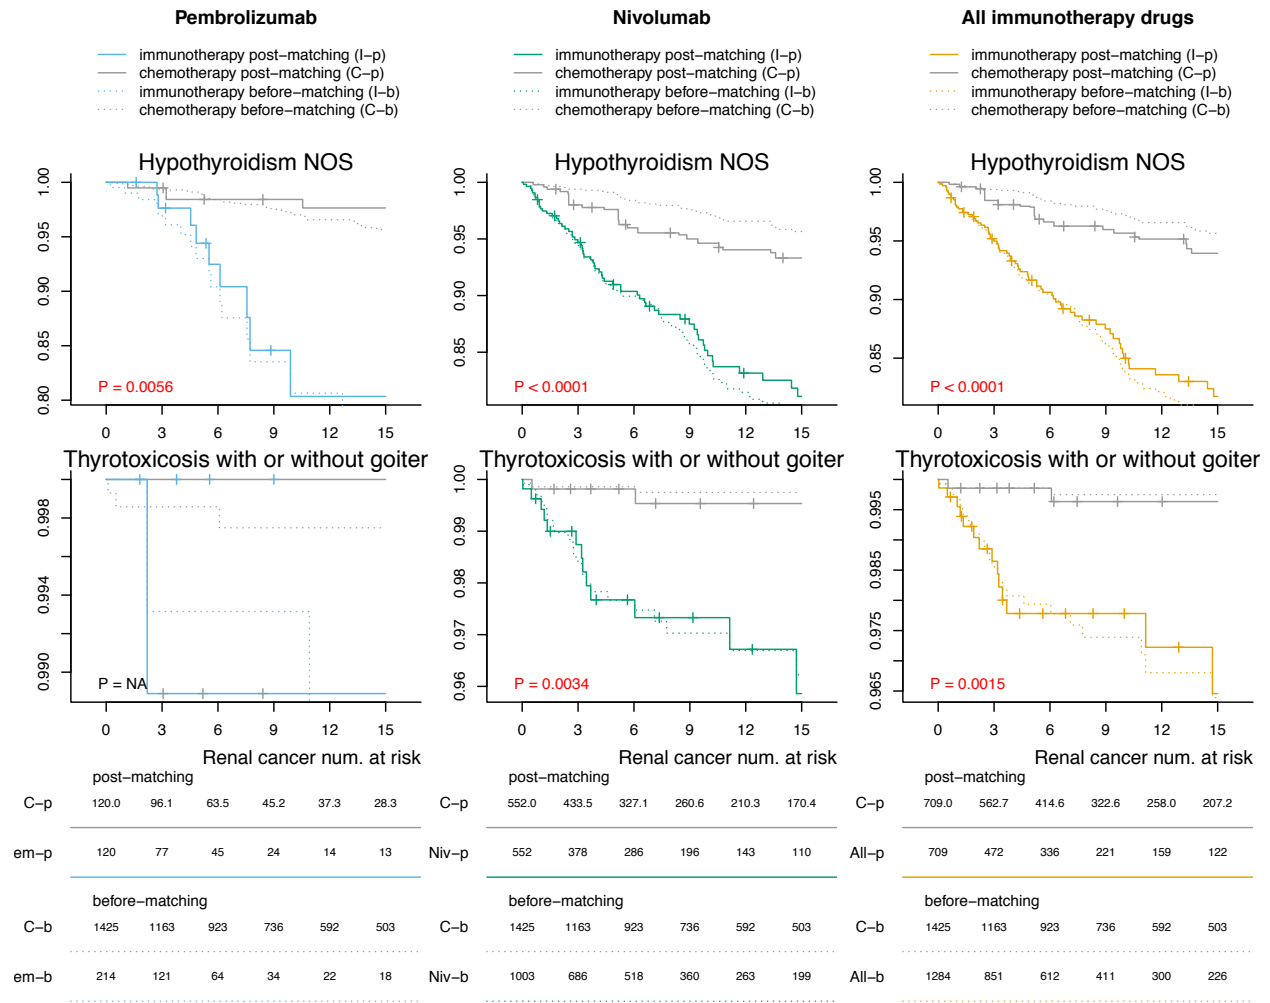 Pembrolizumab
immunotherapy post−matching (I−p)
chemotherapy post−matching (C−p)
immunotherapy before−matching (I−b)
chemotherapy before−matching (C−b)
Nivolumab
immunotherapy post−matching (I−p)
chemotherapy post−matching (C−p)
immunotherapy before−matching (I−b)
chemotherapy before−matching (C−b)
All immunotherapy drugs
immunotherapy post−matching (I−p)
chemotherapy post−matching (C−p)
immunotherapy before−matching (I−b)
chemotherapy before−matching (C−b)
Hypothyroidism NOS
1.00
0.95
0.90
0.85
0.80
P = 0.0056
0 3 6 9 12 15
Hypothyroidism NOS
1.00
0.95
0.90
0.85
P < 0.0001
0 3 6 9 12 15
Hypothyroidism NOS
1.00
0.95
0.90
0.85
P < 0.0001
0 3 6 9 12 15
Thyrotoxicosis with or without goiter
0.998
0.994
0.990
P = NA
0 3 6 9 12 15
Thyrotoxicosis with or without goiter
1.00
0.99
0.98
0.97
0.96
P = 0.0034
0 3 6 9 12 15
Thyrotoxicosis with or without goiter
0.995
0.985
0.975
0.965
P = 0.0015
0 3 6 9 12 15
Renal cancer num. at risk
post−matching
C−p 120.0 96.1 63.5 45.2 37.3 28.3
em−p 120 77 45 24 14 13
before−matching
C−b 1425 1163 923 736 592 503
em−b 214 121 64 34 22 18
Renal cancer num. at risk
post−matching
C−p 552.0 433.5 327.1 260.6 210.3 170.4
Niv−p 552 378 286 196 143 110
before−matching
C−b 1425 1163 923 736 592 503
Niv−b 1003 686 518 360 263 199
Renal cancer num. at risk
post−matching
C−p 709.0 562.7 414.6 322.6 258.0 207.2
All−p 709 472 336 221 159 122
before−matching
C−b 1425 1163 923 736 592 503
All−b 1284 851 612 411 300 226